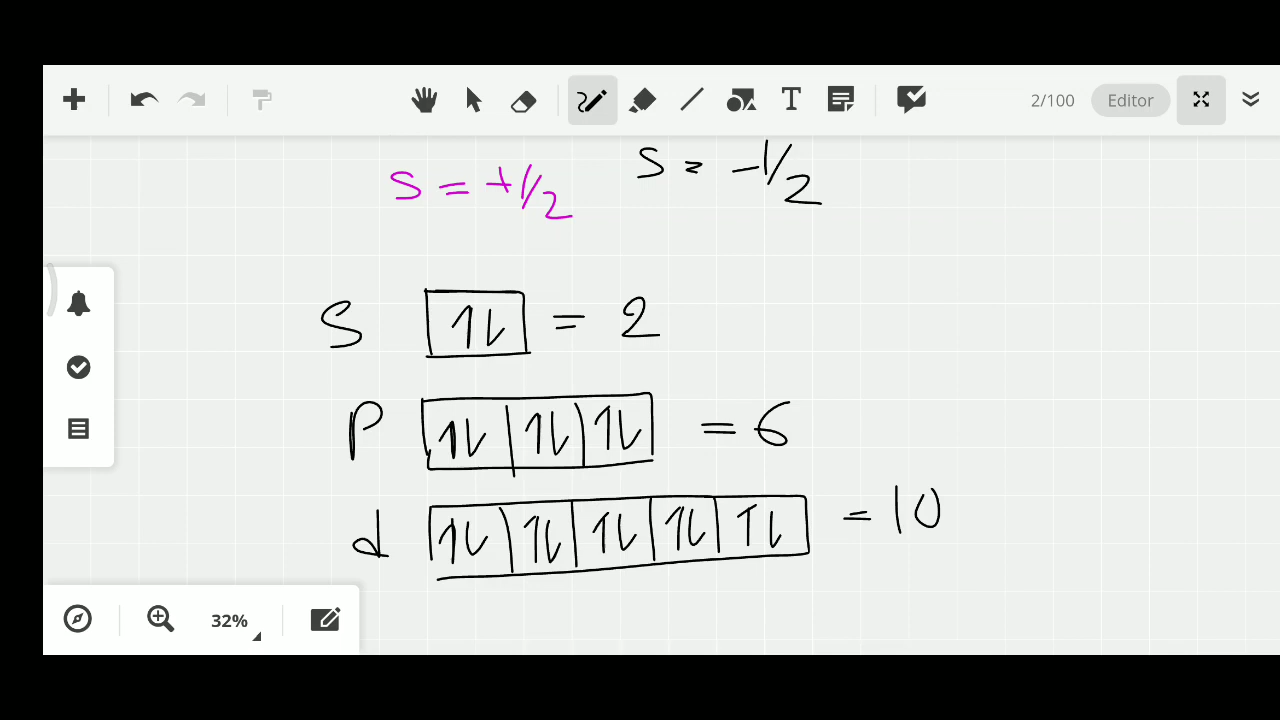 2/100 Editor
S = +1/2 S = -1/2
S ↿⇂ = 2
P ↿⇂ ↿⇂ ↿⇂ = 6
d ↿⇂ ↿⇂ ↿⇂ ↿⇂ ↿⇂ = 10
32%